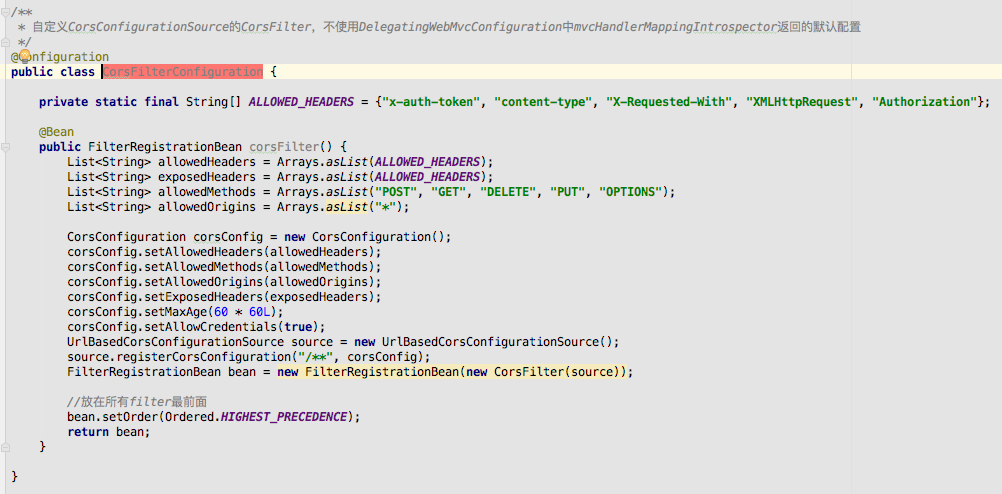 /**
 * 自定义CorsConfigurationSource的CorsFilter，不使用DelegatingWebMvcConfiguration中mvcHandlerMappingIntrospector返回的默认配置
 */
@Configuration
public class CorsFilterConfiguration {
    private static final String[] ALLOWED_HEADERS = {"x-auth-token", "content-type", "X-Requested-With", "XMLHttpRequest", "Authorization"};
    @Bean
    public FilterRegistrationBean corsFilter() {
        List<String> allowedHeaders = Arrays.asList(ALLOWED_HEADERS);
        List<String> exposedHeaders = Arrays.asList(ALLOWED_HEADERS);
        List<String> allowedMethods = Arrays.asList("POST", "GET", "DELETE", "PUT", "OPTIONS");
        List<String> allowedOrigins = Arrays.asList("*");
        CorsConfiguration corsConfig = new CorsConfiguration();
        corsConfig.setAllowedHeaders(allowedHeaders);
        corsConfig.setAllowedMethods(allowedMethods);
        corsConfig.setAllowedOrigins(allowedOrigins);
        corsConfig.setExposedHeaders(exposedHeaders);
        corsConfig.setMaxAge(60 * 60L);
        corsConfig.setAllowCredentials(true);
        UrlBasedCorsConfigurationSource source = new UrlBasedCorsConfigurationSource();
        source.registerCorsConfiguration("/**", corsConfig);
        FilterRegistrationBean bean = new FilterRegistrationBean(new CorsFilter(source));
        //放在所有filter最前面
        bean.setOrder(Ordered.HIGHEST_PRECEDENCE);
        return bean;
    }
}